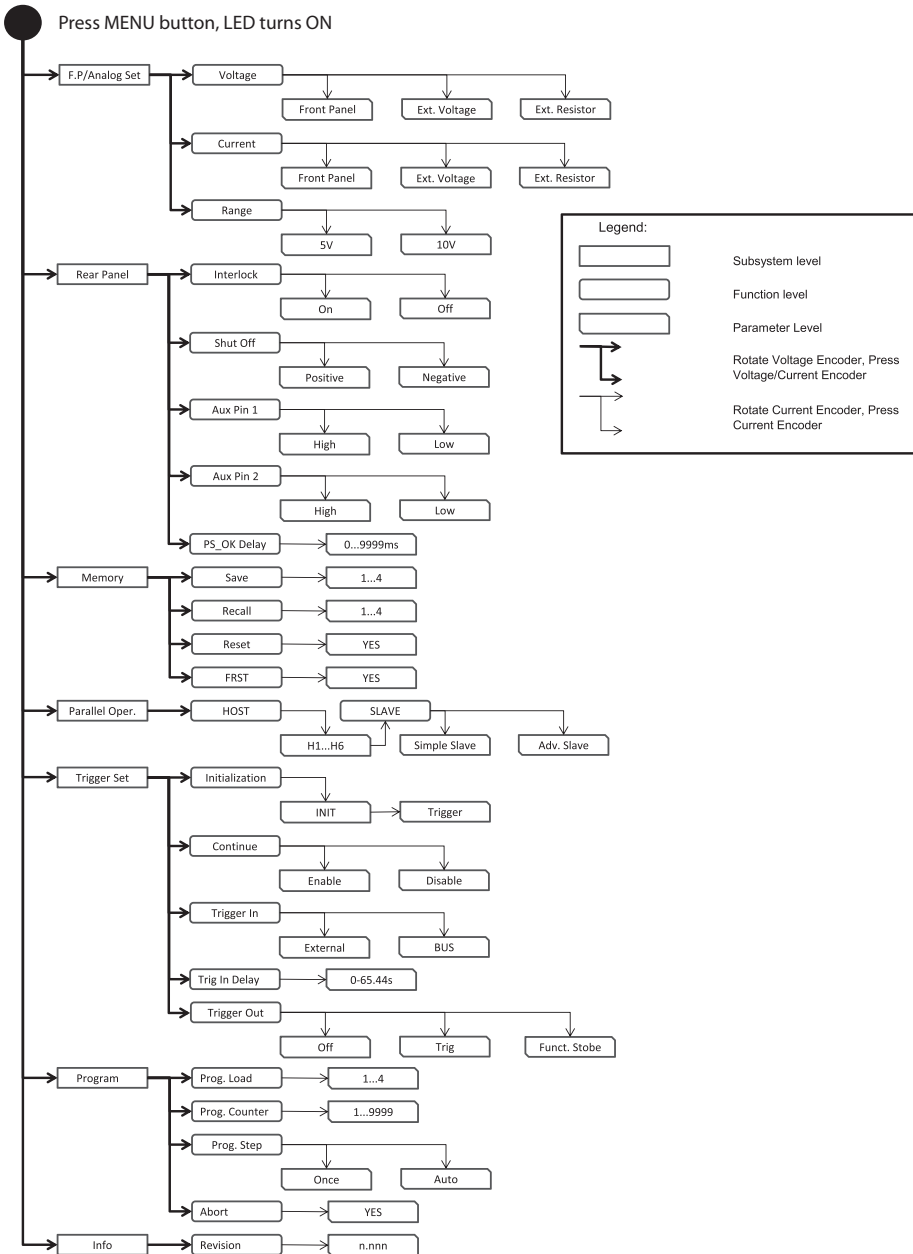 Press MENU button, LED turns ON
F.P/Analog Set
Voltage
Front Panel
Ext. Voltage
Ext. Resistor
Current
Front Panel
Ext. Voltage
Ext. Resistor
Range
5V
10V
Legend:
Subsystem level
Function level
Parameter Level
Rotate Voltage Encoder, Press
Voltage/Current Encoder
Rotate Current Encoder, Press
Current Encoder
Rear Panel
Interlock
On
Off
Shut Off
Positive
Negative
Aux Pin 1
High
Low
Aux Pin 2
High
Low
PS_OK Delay
0...9999ms
Memory
Save
1...4
Recall
1...4
Reset
YES
FRST
YES
Parallel Oper.
HOST
SLAVE
H1...H6
Simple Slave
Adv. Slave
Trigger Set
Initialization
INIT
Trigger
Continue
Enable
Disable
Trigger In
External
BUS
Trig In Delay
0-65.44s
Trigger Out
Off
Trig
Funct. Stobe
Program
Prog. Load
1...4
Prog. Counter
1...9999
Prog. Step
Once
Auto
Abort
YES
Info
Revision
n.nnn